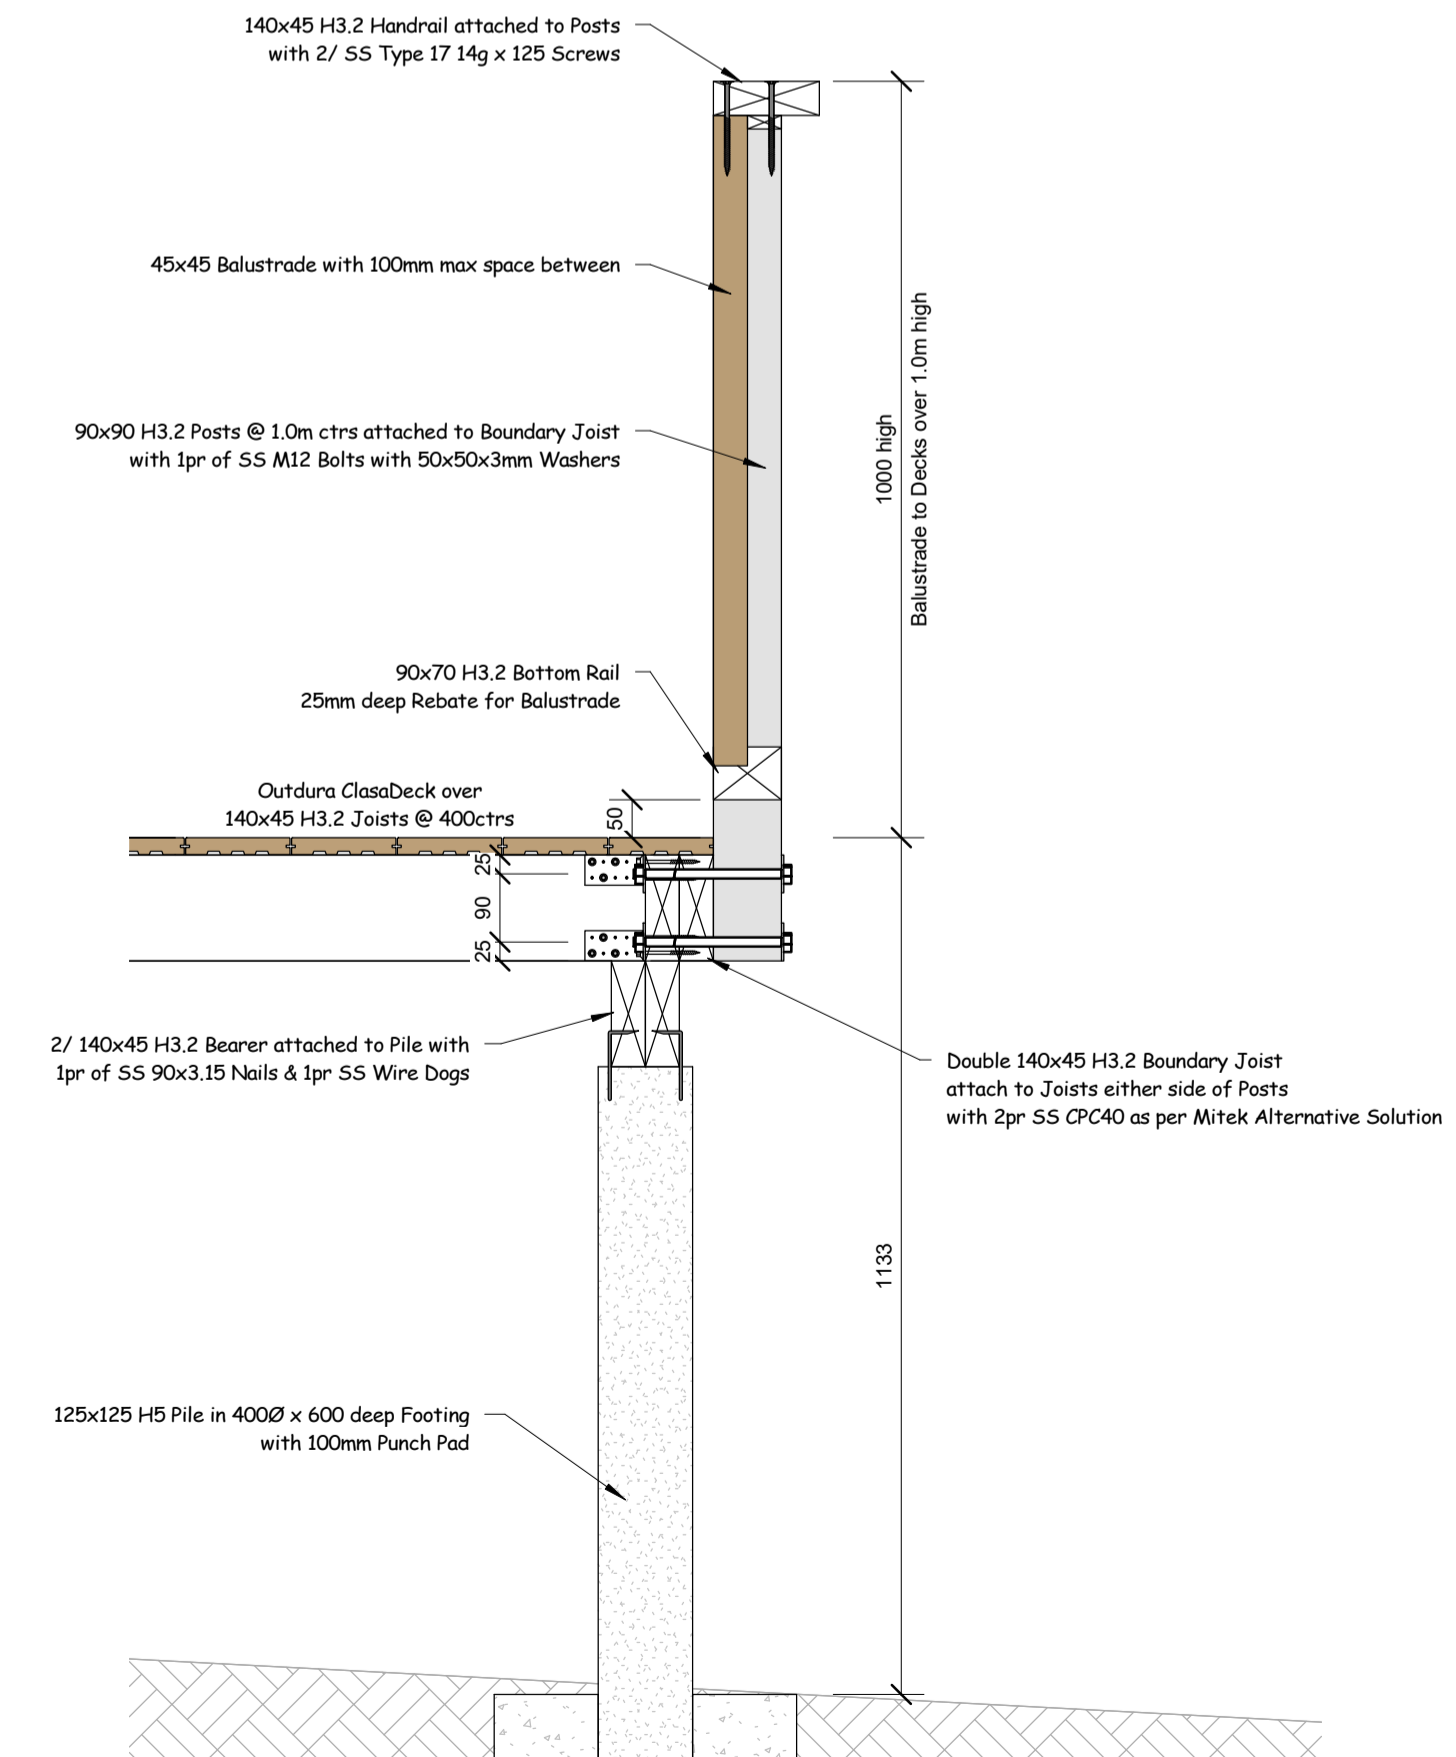 140x45 H3.2 Handrail attached to Posts
with 2/ SS Type 17 14g x 125 Screws
45x45 Balustrade with 100mm max space between
90x90 H3.2 Posts @ 1.0m ctrs attached to Boundary Joist
with 1pr of SS M12 Bolts with 50x50x3mm Washers
1000 high
Balustrade to Decks over 1.0m high
90x70 H3.2 Bottom Rail
25mm deep Rebate for Balustrade
Outdura ClasaDeck over
140x45 H3.2 Joists @ 400ctrs
50
25
90
25
2/ 140x45 H3.2 Bearer attached to Pile with
1pr of SS 90x3.15 Nails & 1pr SS Wire Dogs
Double 140x45 H3.2 Boundary Joist
attach to Joists either side of Posts
with 2pr SS CPC40 as per Mitek Alternative Solution
1133
125x125 H5 Pile in 400Ø x 600 deep Footing
with 100mm Punch Pad